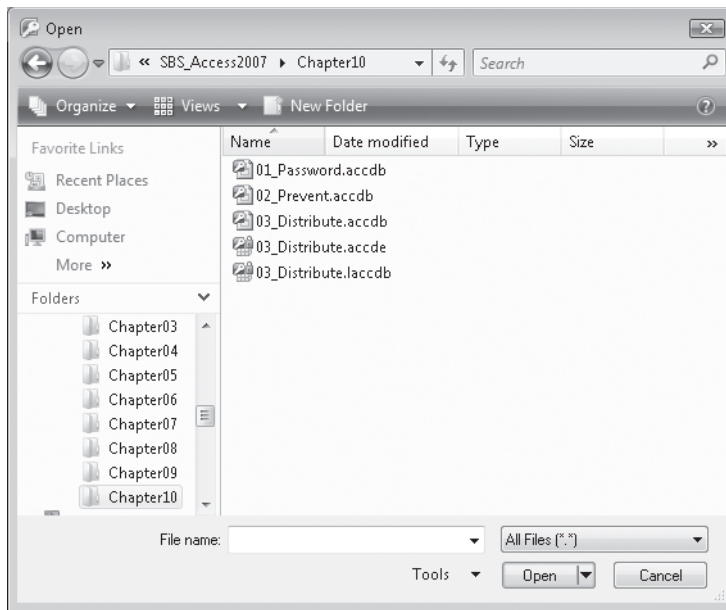 Open
« SBS_Access2007 ▸ Chapter10
Search
Organize
Views
New Folder
Favorite Links
Recent Places
Desktop
Computer
More »
Folders
Chapter03
Chapter04
Chapter05
Chapter06
Chapter07
Chapter08
Chapter09
Chapter10
Name Date modified Type Size »
01_Password.accdb
02_Prevent.accdb
03_Distribute.accdb
03_Distribute.accde
03_Distribute.laccdb
File name:
All Files (*.*)
Tools
Open
Cancel